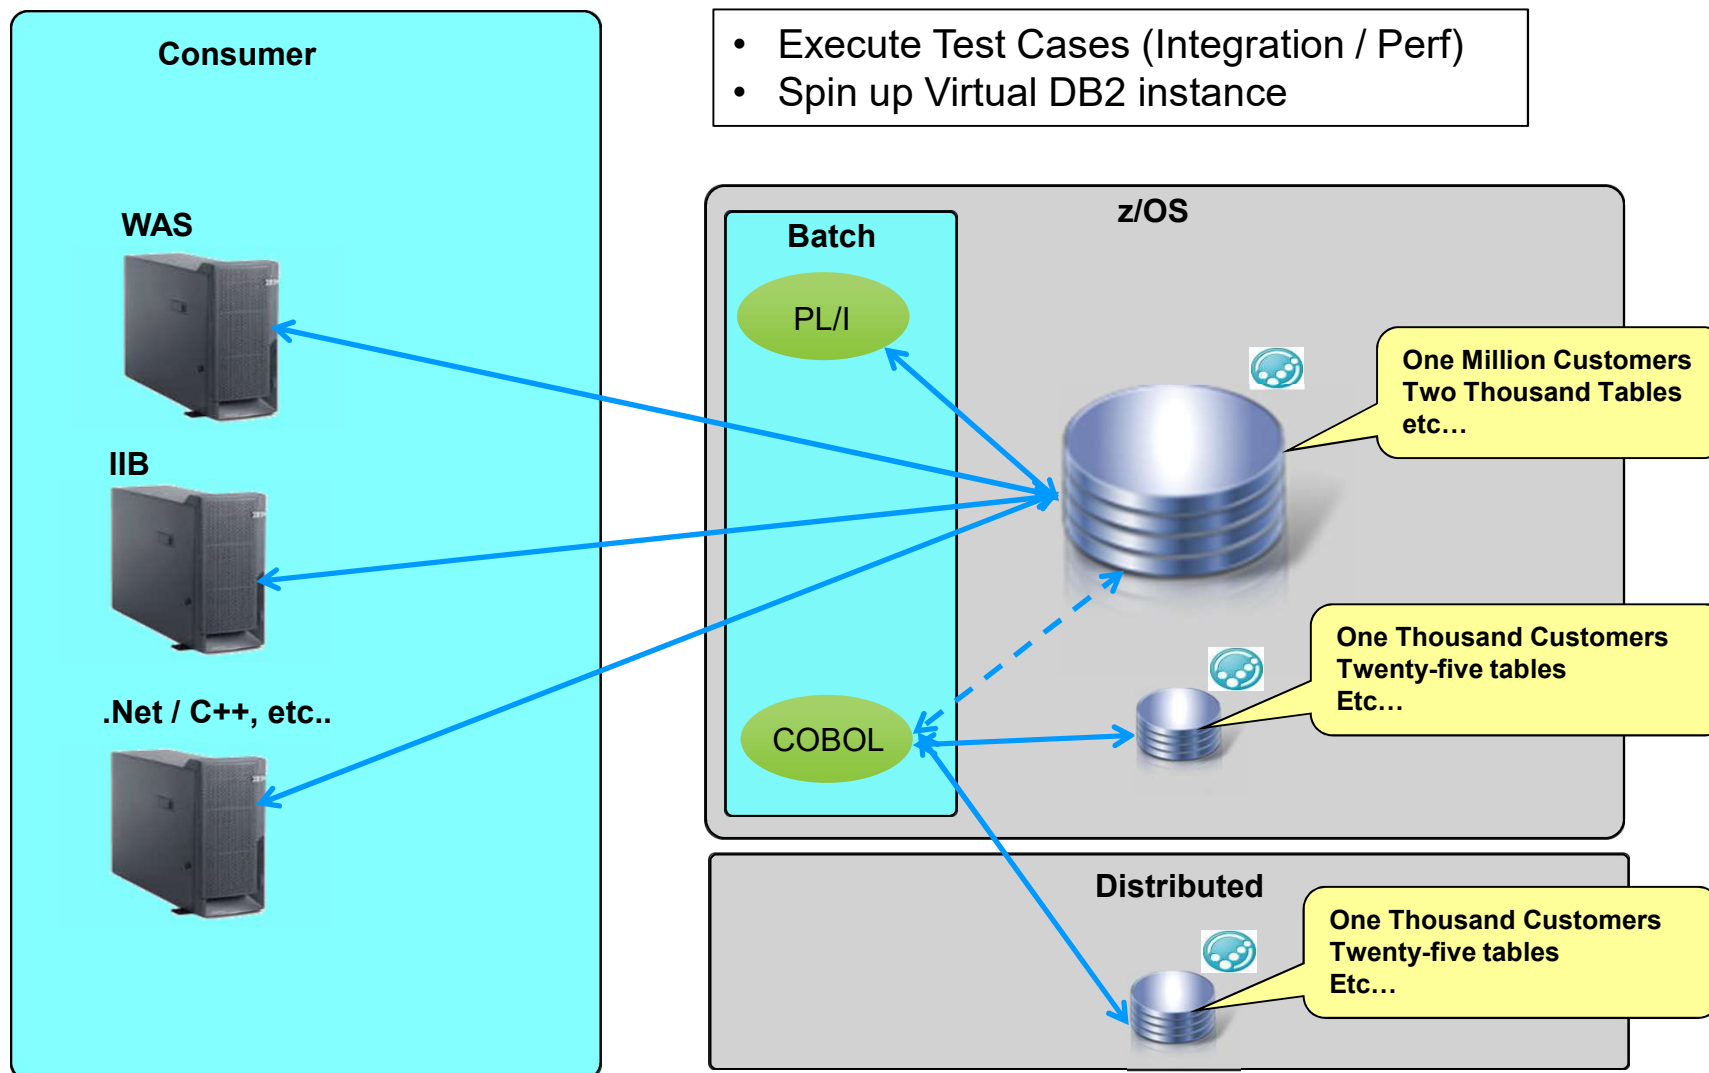 Consumer
• Execute Test Cases (Integration / Perf)
• Spin up Virtual DB2 instance
WAS
IIB
.Net / C++, etc..
z/OS
Batch
PL/I
COBOL
One Million Customers
Two Thousand Tables
etc…
One Thousand Customers
Twenty-five tables
Etc…
Distributed
One Thousand Customers
Twenty-five tables
Etc…